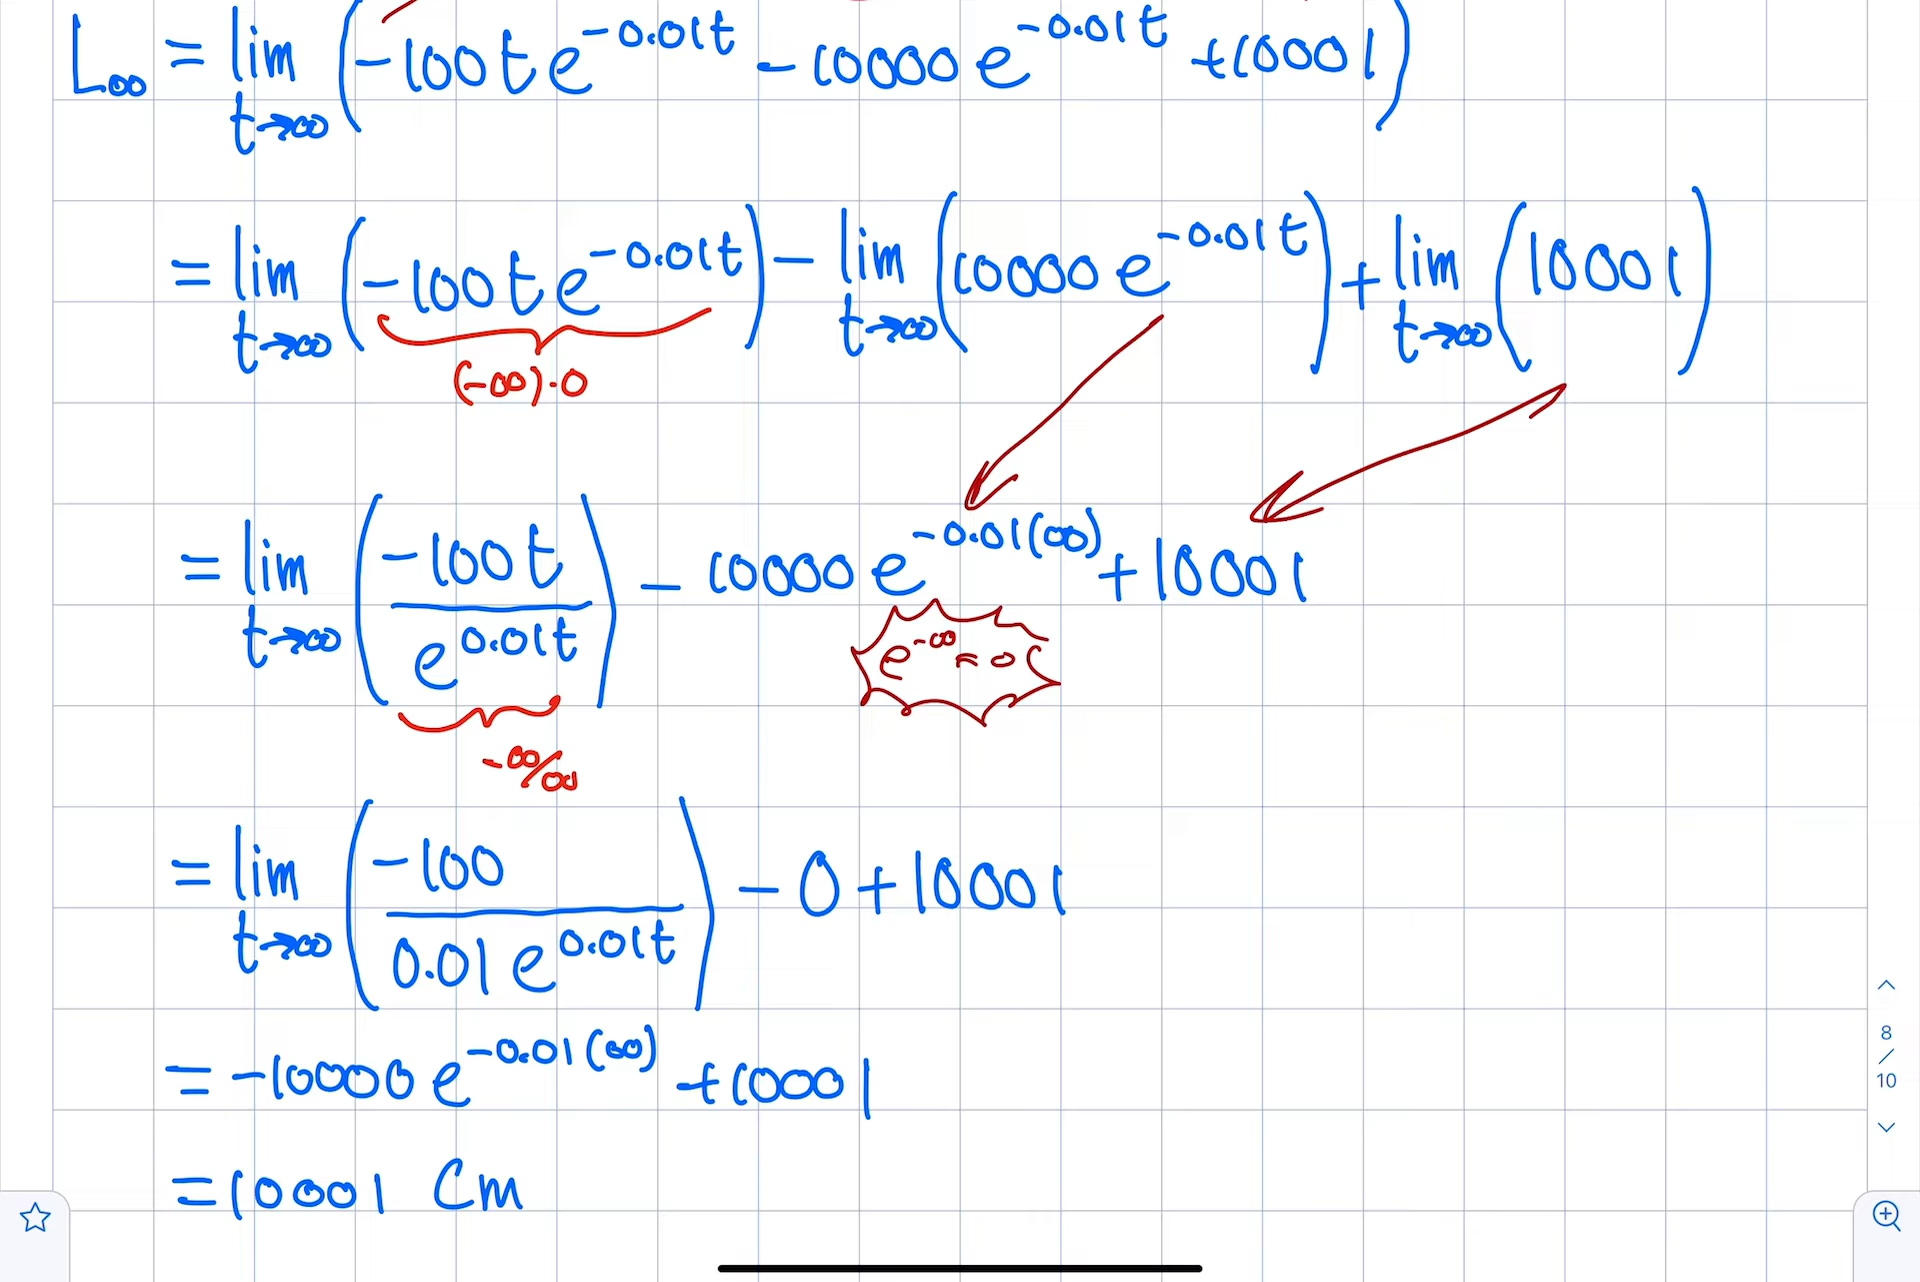 L∞ = lim t→∞ (-100te^(-0.01t) - 10000e^(-0.01t) + 10001)
= lim t→∞ (-100te^(-0.01t)) - lim t→∞ (10000e^(-0.01t)) + lim t→∞ (10001)
(-∞)·0
= lim t→∞ (-100t / e^(0.01t)) - 10000e^(-0.01(∞)) + 10001
e^(-∞) = 0
-∞/∞
= lim t→∞ (-100 / 0.01e^(0.01t)) - 0 + 10001
= -10000e^(-0.01(∞)) + 10001
= 10001 cm
8
/
10